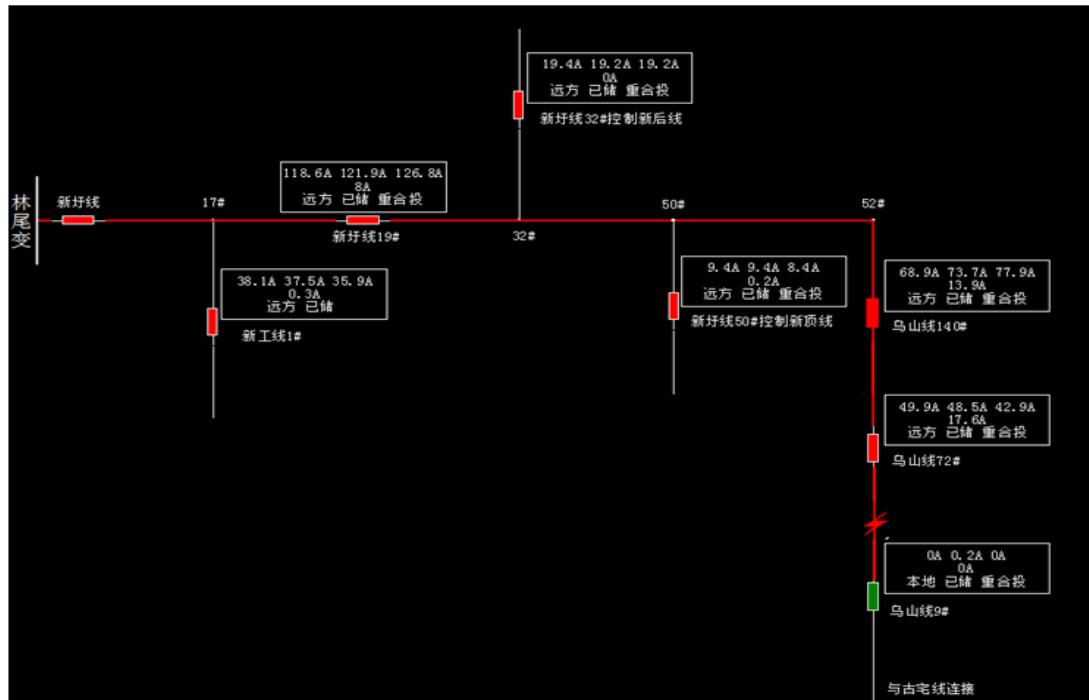 19.4A 19.2A 19.2A
0A
远方 已储 重合投
新圩线32#控制新后线
林尾变
新圩线
17#
118.6A 121.9A 126.8A
8A
远方 已储 重合投
新圩线19#
32#
50#
52#
38.1A 37.5A 35.9A
0.3A
远方 已储
新工线1#
9.4A 9.4A 8.4A
0.2A
远方 已储 重合投
新圩线50#控制新顶线
68.9A 73.7A 77.9A
13.9A
远方 已储 重合投
乌山线140#
49.9A 48.5A 42.9A
17.6A
远方 已储 重合投
乌山线72#
0A 0.2A 0A
0A
本地 已储 重合投
乌山线9#
与古宅线连接